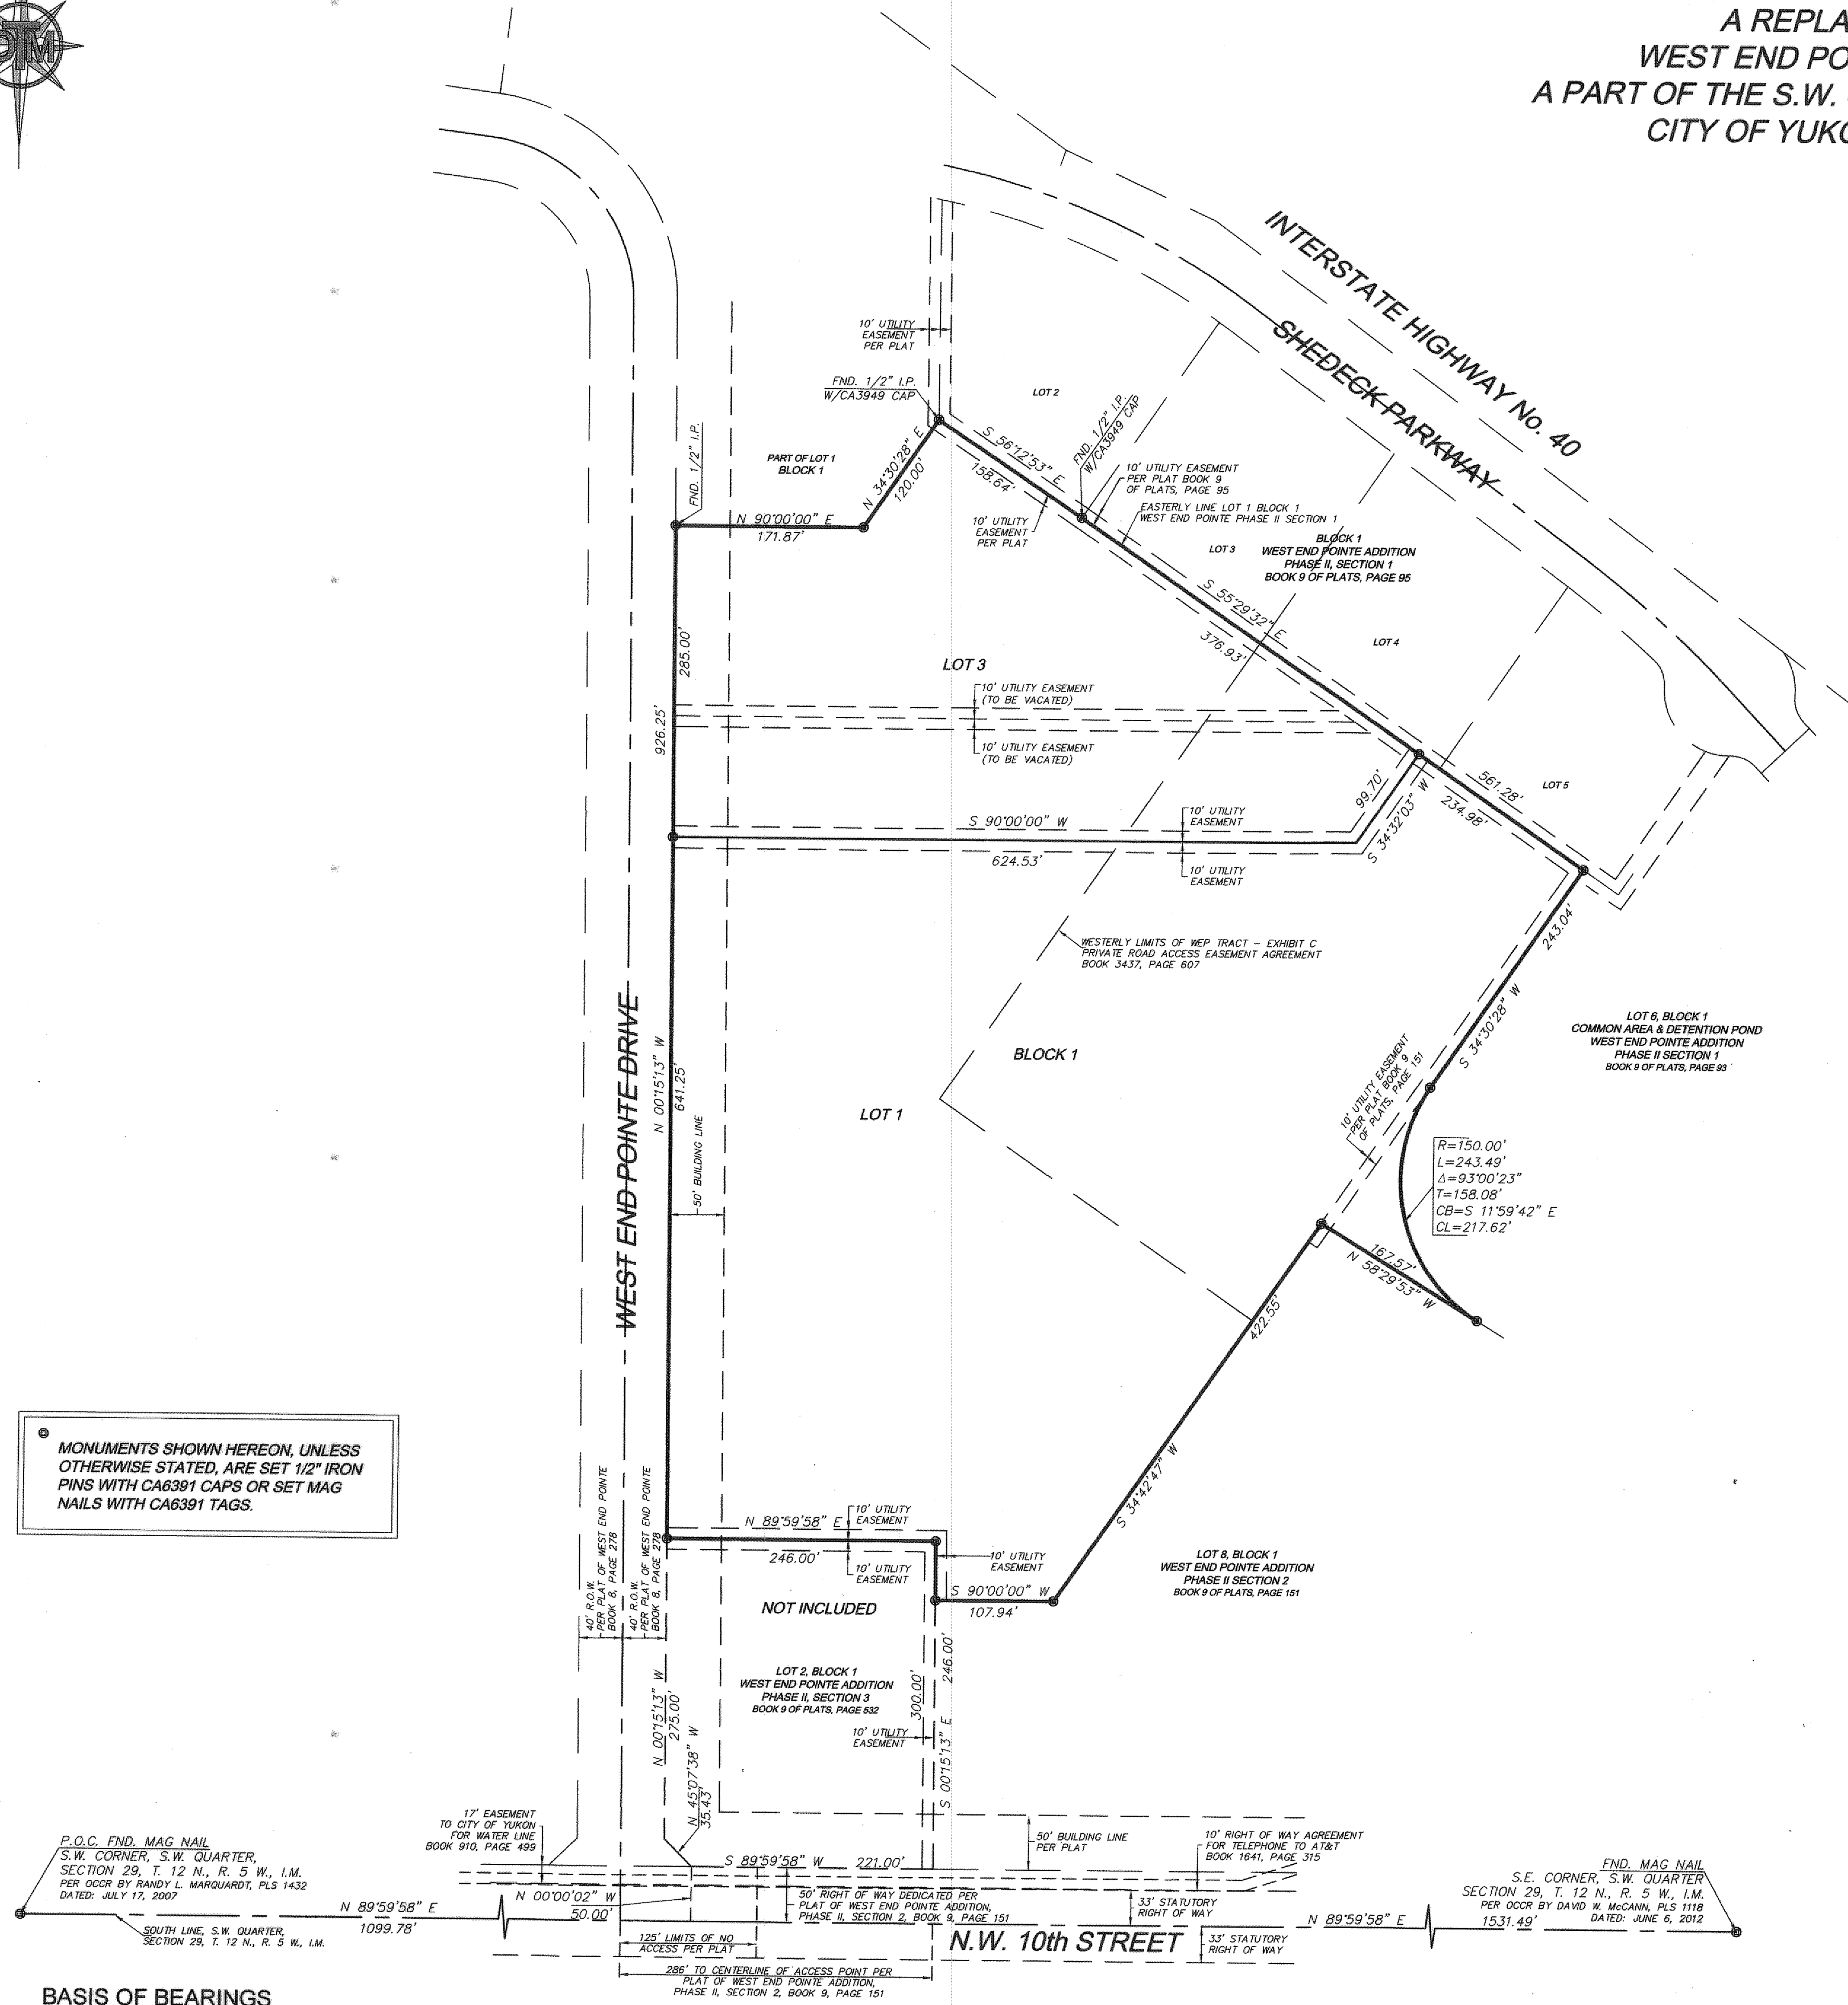 DTM
A REPLA
WEST END PO
A PART OF THE S.W.
CITY OF YUKO
INTERSTATE HIGHWAY No. 40
SHEDECK PARKWAY
10' UTILITY
EASEMENT
PER PLAT
FND. 1/2" I.P.
W/CA3949 CAP
LOT 2
FND. 1/2" I.P.
W/CA3949 CAP
FND. 1/2" I.P.
PART OF LOT 1
BLOCK 1
N 34°30'28" E
120.00'
S 56°12'53" E
158.64'
10' UTILITY EASEMENT
PER PLAT BOOK 9
OF PLATS, PAGE 95
EASTERLY LINE LOT 1 BLOCK 1
WEST END POINTE PHASE II SECTION 1
10' UTILITY
EASEMENT
PER PLAT
N 90°00'00" E
171.87'
LOT 3
BLOCK 1
WEST END POINTE ADDITION
PHASE II, SECTION 1
BOOK 9 OF PLATS, PAGE 95
S 55°29'32" E
376.93'
LOT 4
285.00'
926.25'
LOT 3
10' UTILITY EASEMENT
(TO BE VACATED)
10' UTILITY EASEMENT
(TO BE VACATED)
561.28'
234.98'
LOT 5
99.70'
S 34°32'03" W
S 90°00'00" W
624.53'
10' UTILITY
EASEMENT
10' UTILITY
EASEMENT
243.04'
S 34°30'28" W
WESTERLY LIMITS OF WEP TRACT - EXHIBIT C
PRIVATE ROAD ACCESS EASEMENT AGREEMENT
BOOK 3437, PAGE 607
WEST END POINTE DRIVE
N 00°15'13" W
641.25'
50' BUILDING LINE
BLOCK 1
LOT 1
LOT 6, BLOCK 1
COMMON AREA & DETENTION POND
WEST END POINTE ADDITION
PHASE II SECTION 1
BOOK 9 OF PLATS, PAGE 93
10' UTILITY EASEMENT
PER PLAT BOOK 9
OF PLATS, PAGE 151
R=150.00'
L=243.49'
Δ=93°00'23"
T=158.08'
CB=S 11°59'42" E
CL=217.62'
167.57'
N 58°29'53" W
422.55'
S 34°42'47" W
MONUMENTS SHOWN HEREON, UNLESS
OTHERWISE STATED, ARE SET 1/2" IRON
PINS WITH CA6391 CAPS OR SET MAG
NAILS WITH CA6391 TAGS.
40' R.O.W.
PER PLAT OF WEST END POINTE
BOOK 8, PAGE 278
40' R.O.W.
PER PLAT OF WEST END POINTE
BOOK 8, PAGE 278
N 89°59'58" E
246.00'
10' UTILITY
EASEMENT
10' UTILITY
EASEMENT
10' UTILITY
EASEMENT
S 90°00'00" W
107.94'
NOT INCLUDED
LOT 8, BLOCK 1
WEST END POINTE ADDITION
PHASE II SECTION 2
BOOK 9 OF PLATS, PAGE 151
LOT 2, BLOCK 1
WEST END POINTE ADDITION
PHASE II, SECTION 3
BOOK 9 OF PLATS, PAGE 532
10' UTILITY
EASEMENT
300.00'
246.00'
S 00°15'13" E
N 00°15'13" W
275.00'
N 45°07'38" W
35.43'
17' EASEMENT
TO CITY OF YUKON
FOR WATER LINE
BOOK 910, PAGE 499
50' BUILDING LINE
PER PLAT
10' RIGHT OF WAY AGREEMENT
FOR TELEPHONE TO AT&T
BOOK 1641, PAGE 315
P.O.C. FND. MAG NAIL
S.W. CORNER, S.W. QUARTER,
SECTION 29, T. 12 N., R. 5 W., I.M.
PER OCCR BY RANDY L. MARQUARDT, PLS 1432
DATED: JULY 17, 2007
S 89°59'58" W 221.00'
FND. MAG NAIL
S.E. CORNER, S.W. QUARTER
SECTION 29, T. 12 N., R. 5 W., I.M.
PER OCCR BY DAVID W. McCANN, PLS 1118
DATED: JUNE 6, 2012
N 00°00'02" W
50.00'
50' RIGHT OF WAY DEDICATED PER
PLAT OF WEST END POINTE ADDITION,
PHASE II, SECTION 2, BOOK 9, PAGE 151
33' STATUTORY
RIGHT OF WAY
N 89°59'58" E
1099.78'
SOUTH LINE, S.W. QUARTER,
SECTION 29, T. 12 N., R. 5 W., I.M.
N 89°59'58" E
1531.49'
125' LIMITS OF NO
ACCESS PER PLAT
N.W. 10th STREET
33' STATUTORY
RIGHT OF WAY
286' TO CENTERLINE OF ACCESS POINT PER
PLAT OF WEST END POINTE ADDITION,
PHASE II, SECTION 2, BOOK 9, PAGE 151
BASIS OF BEARINGS